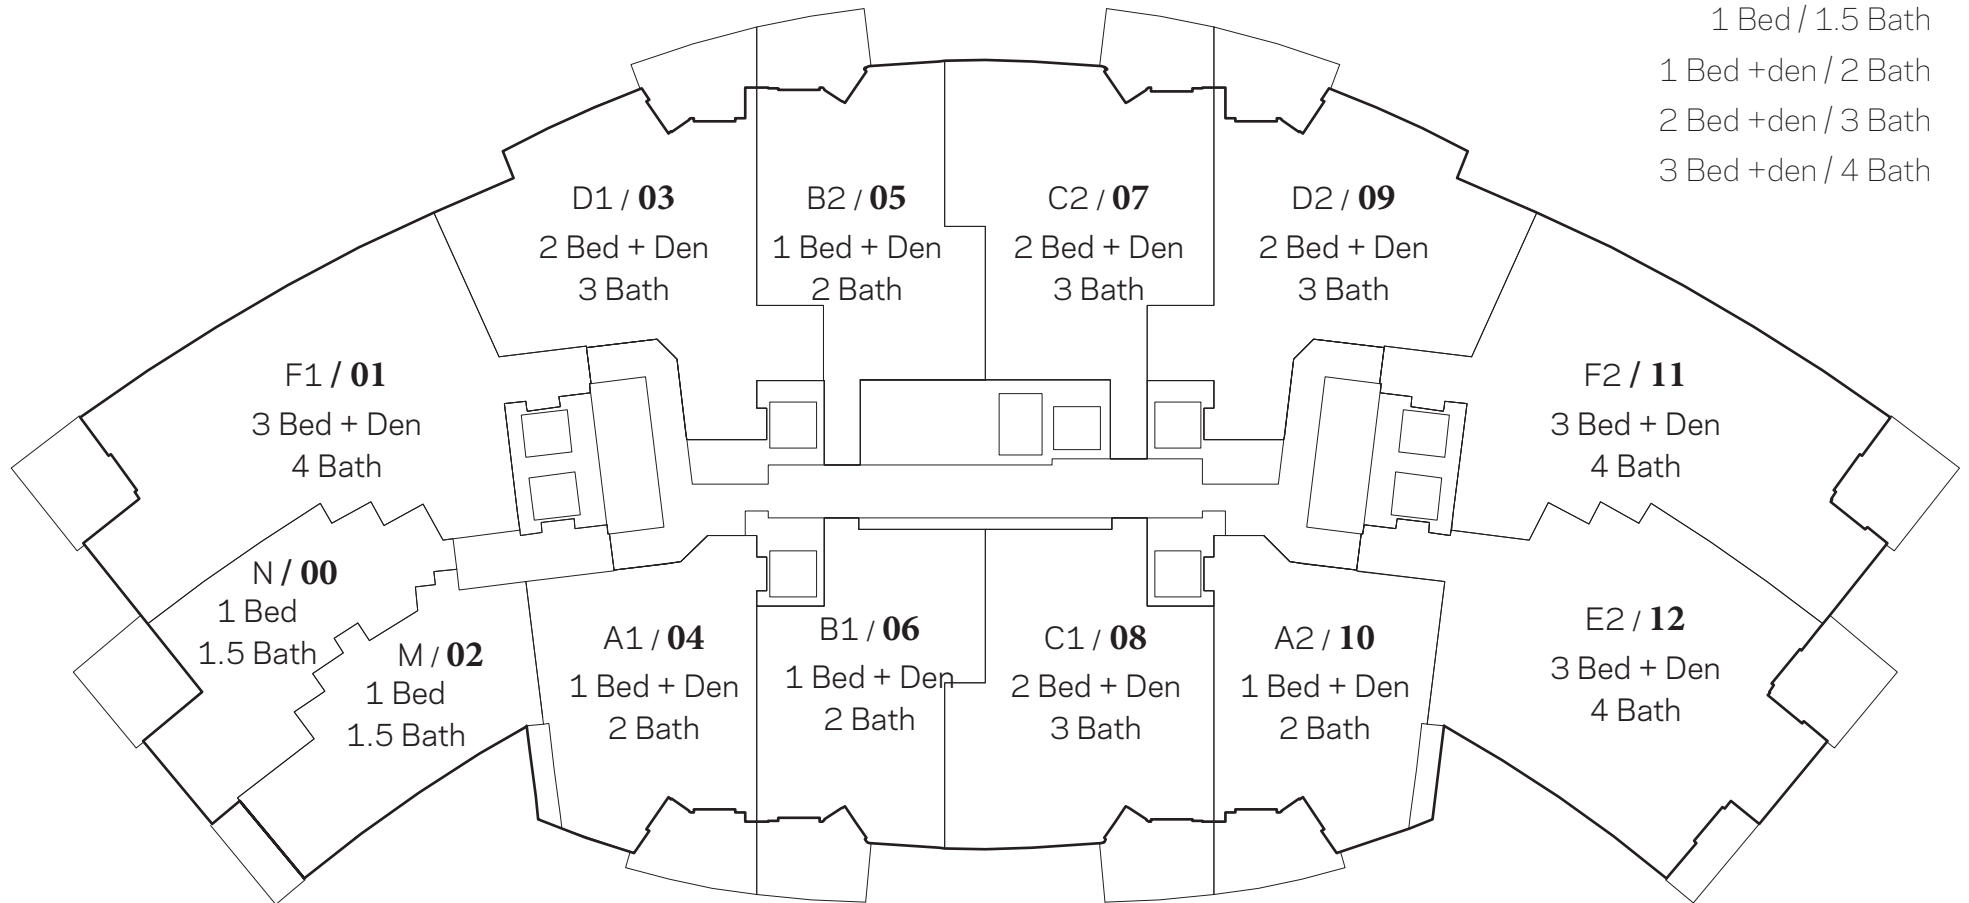 1 Bed / 1.5 Bath
1 Bed +den / 2 Bath
2 Bed +den / 3 Bath
3 Bed +den / 4 Bath
D1 / 03
2 Bed + Den
3 Bath
B2 / 05
1 Bed + Den
2 Bath
C2 / 07
2 Bed + Den
3 Bath
D2 / 09
2 Bed + Den
3 Bath
F1 / 01
3 Bed + Den
4 Bath
F2 / 11
3 Bed + Den
4 Bath
N / 00
1 Bed
1.5 Bath
M / 02
1 Bed
1.5 Bath
A1 / 04
1 Bed + Den
2 Bath
B1 / 06
1 Bed + Den
2 Bath
C1 / 08
2 Bed + Den
3 Bath
A2 / 10
1 Bed + Den
2 Bath
E2 / 12
3 Bed + Den
4 Bath